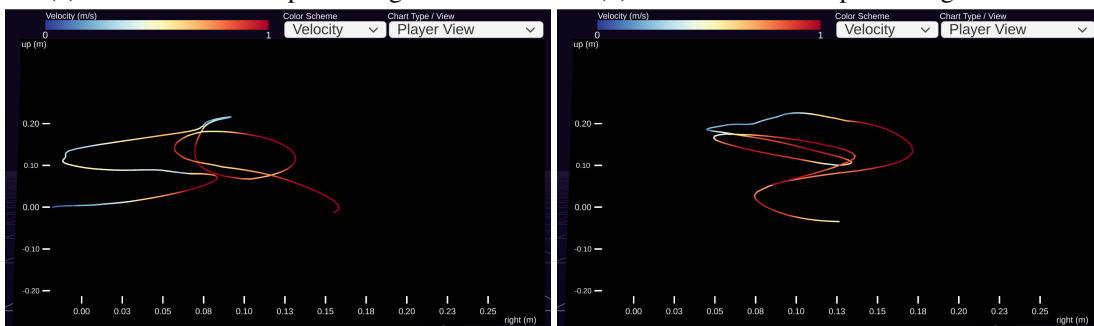 Velocity (m/s) Color Scheme Chart Type / View
0 1 Velocity Player View
up (m)
0.20
0.10
0.00
-0.10
-0.20
0.00 0.03 0.05 0.08 0.10 0.13 0.15 0.18 0.20 0.23 0.25
right (m)
Velocity (m/s) Color Scheme Chart Type / View
0 1 Velocity Player View
up (m)
0.20
0.10
0.00
-0.10
-0.20
0.00 0.03 0.05 0.08 0.10 0.13 0.15 0.18 0.20 0.23 0.25
right (m)